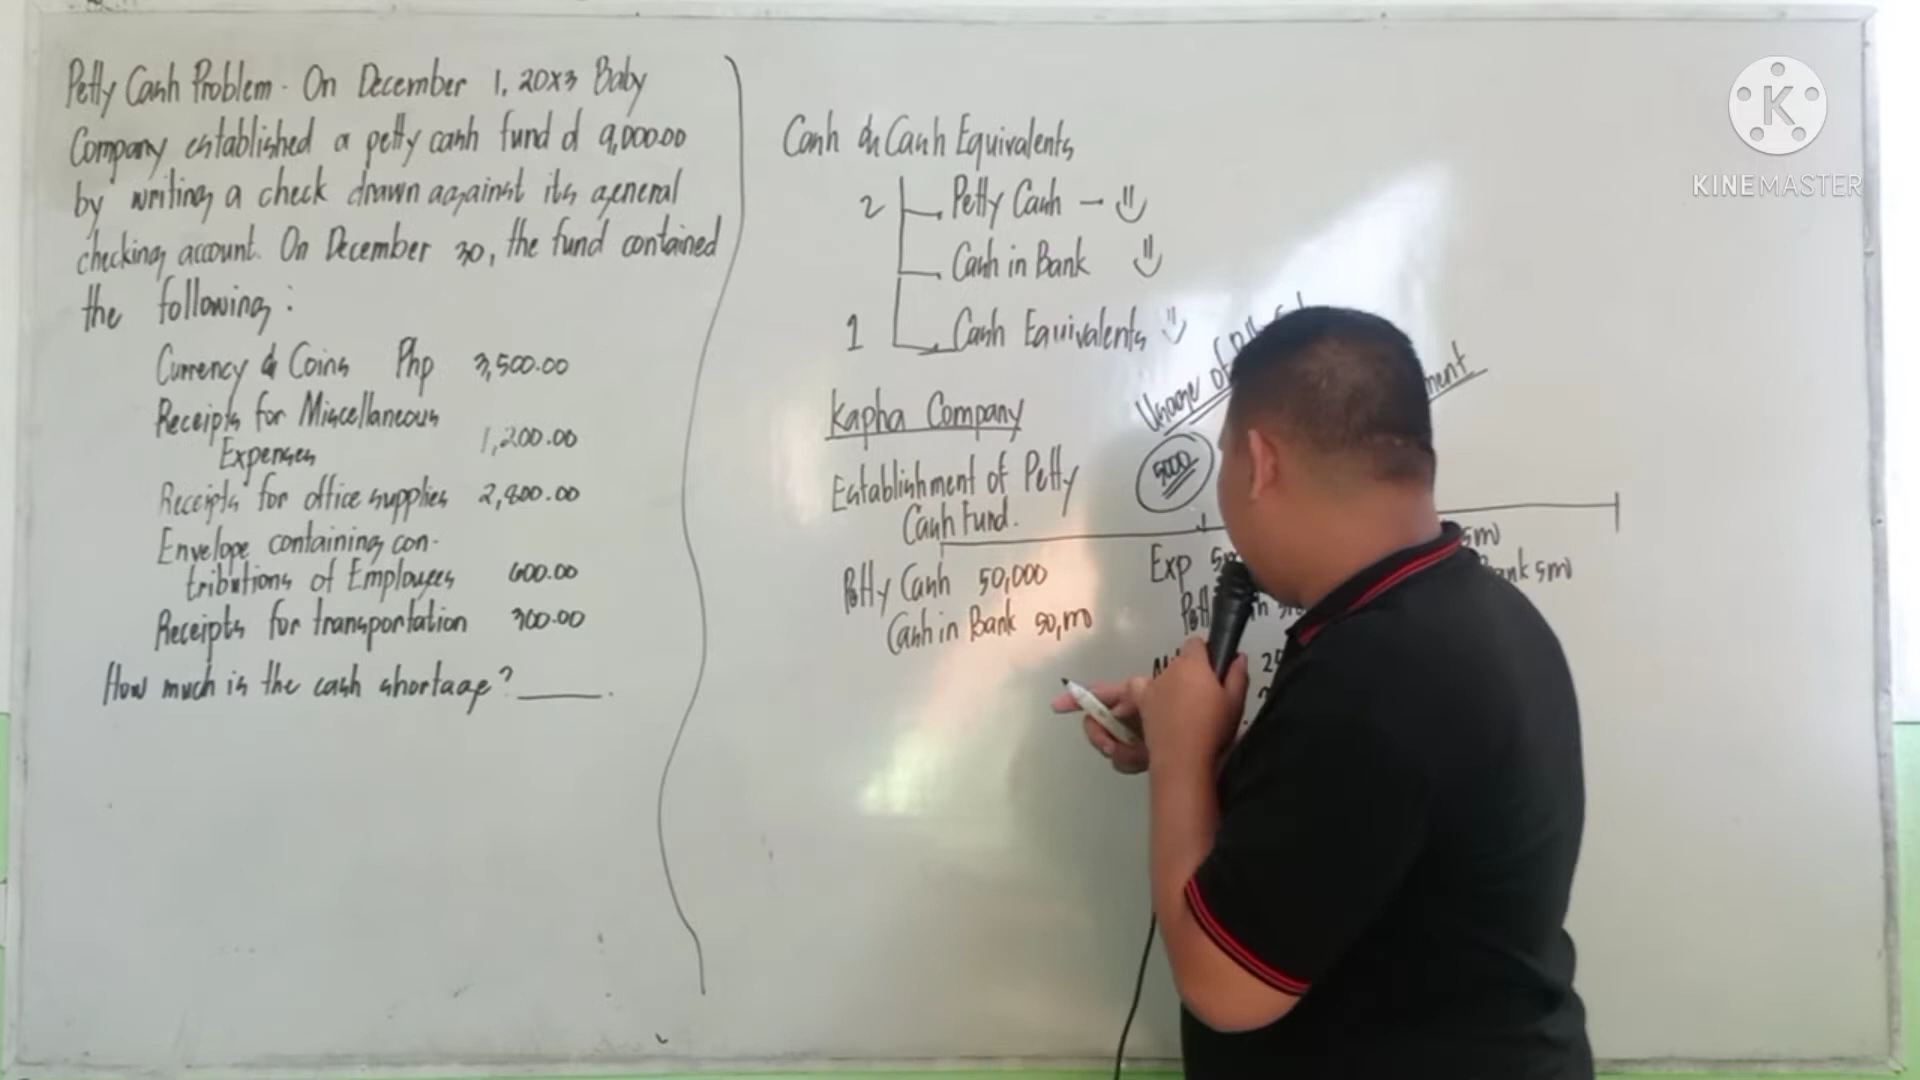 Petty Cash Problem - On December 1, 20x3 Baby
Company established a petty cash fund of 9,000.00
by writing a check drawn against its general
checking account. On December 30, the fund contained
the following:
Currency & Coins Php 3,500.00
Receipts for Miscellaneous
Expenses 1,200.00
Receipts for office supplies 2,800.00
Envelope containing con-
tributions of Employees 600.00
Receipts for transportation 300.00
How much is the cash shortage? ______.
Cash & Cash Equivalents
2 Petty Cash -
Cash in Bank
1 Cash Equivalents
Kapha Company
Establishment of Petty
Cash Fund.
Petty Cash 50,000
Cash in Bank 50,m
Usage of
5000
Exp
KINEMASTER